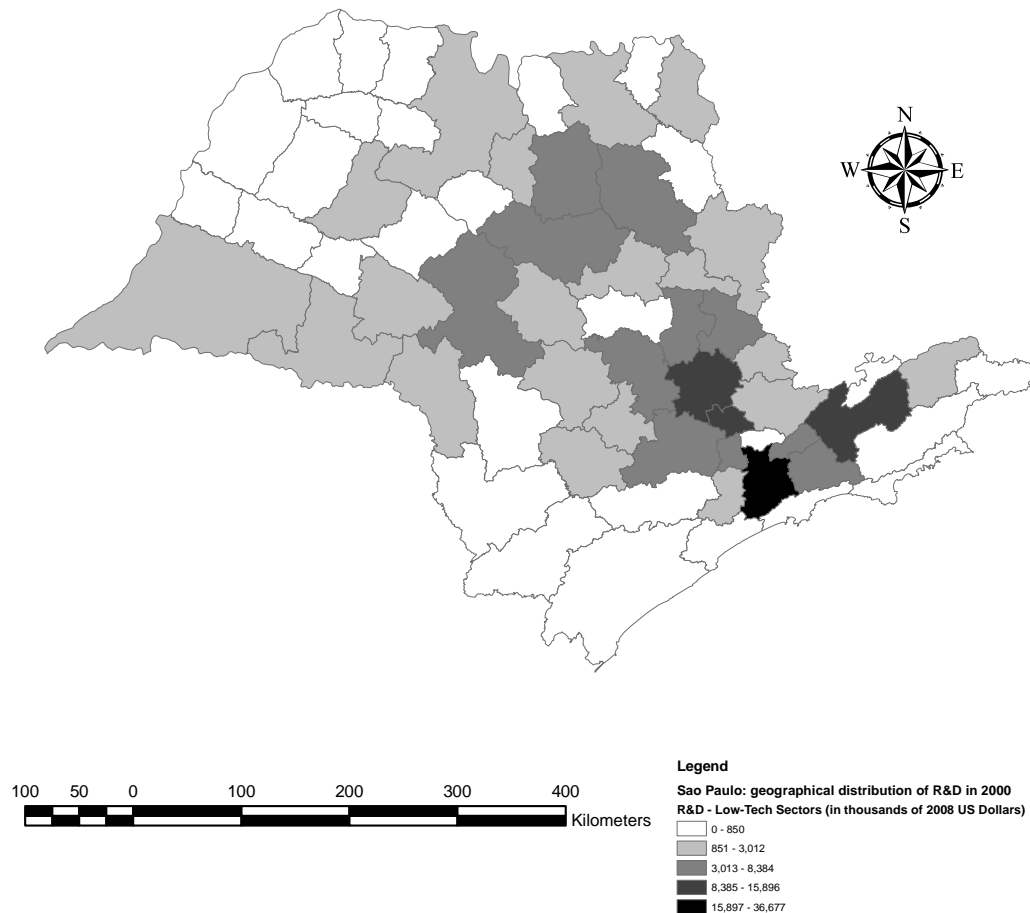 N
W E
S
100 50 0 100 200 300 400
Kilometers
Legend
Sao Paulo: geographical distribution of R&D in 2000
R&D - Low-Tech Sectors (in thousands of 2008 US Dollars)
0 - 850
851 - 3,012
3,013 - 8,384
8,385 - 15,896
15,897 - 36,677